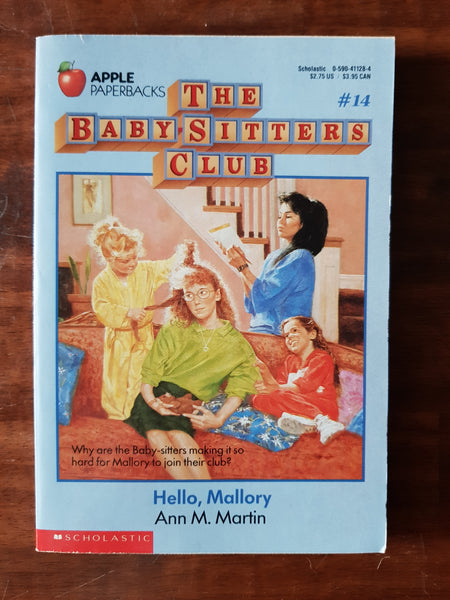 APPLE
PAPERBACKS
Scholastic 0-590-41128-4
$2.75 US / $3.95 CAN
#14
THE
BABY-SITTERS
CLUB
Why are the Baby-sitters making it so
hard for Mallory to join their club?
Hello, Mallory
Ann M. Martin
SCHOLASTIC